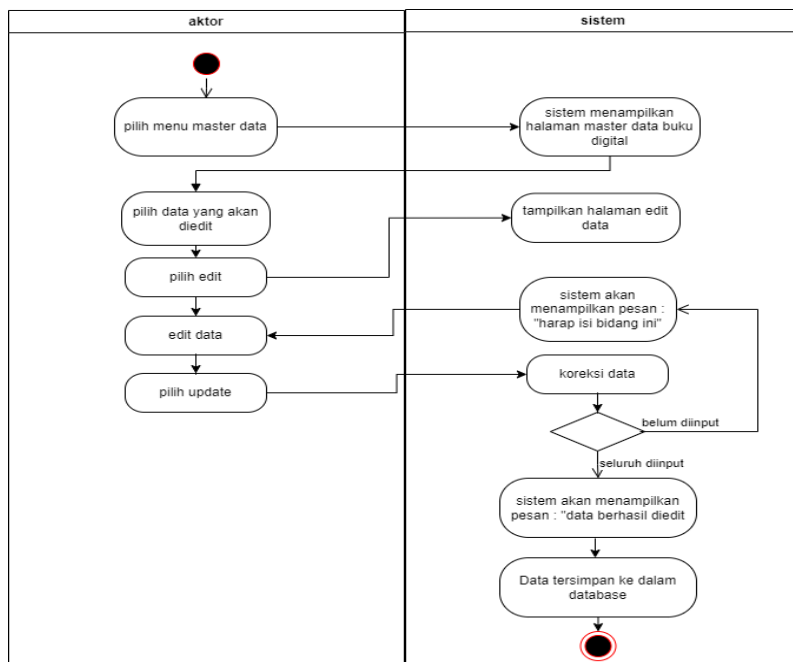 aktor
sistem
pilih menu master data
sistem menampilkan
halaman master data buku
digital
pilih data yang akan
diedit
tampilkan halaman edit
data
pilih edit
sistem akan
menampilkan pesan :
"harap isi bidang ini"
edit data
pilih update
koreksi data
belum diinput
seluruh diinput
sistem akan menampilkan
pesan : "data berhasil diedit
Data tersimpan ke dalam
database